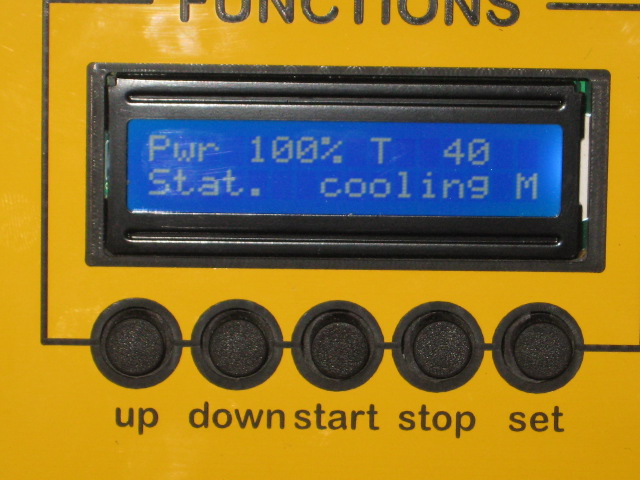 FUNCTIONS
Pwr 100% T 40
Stat. cooling M
up down start stop set